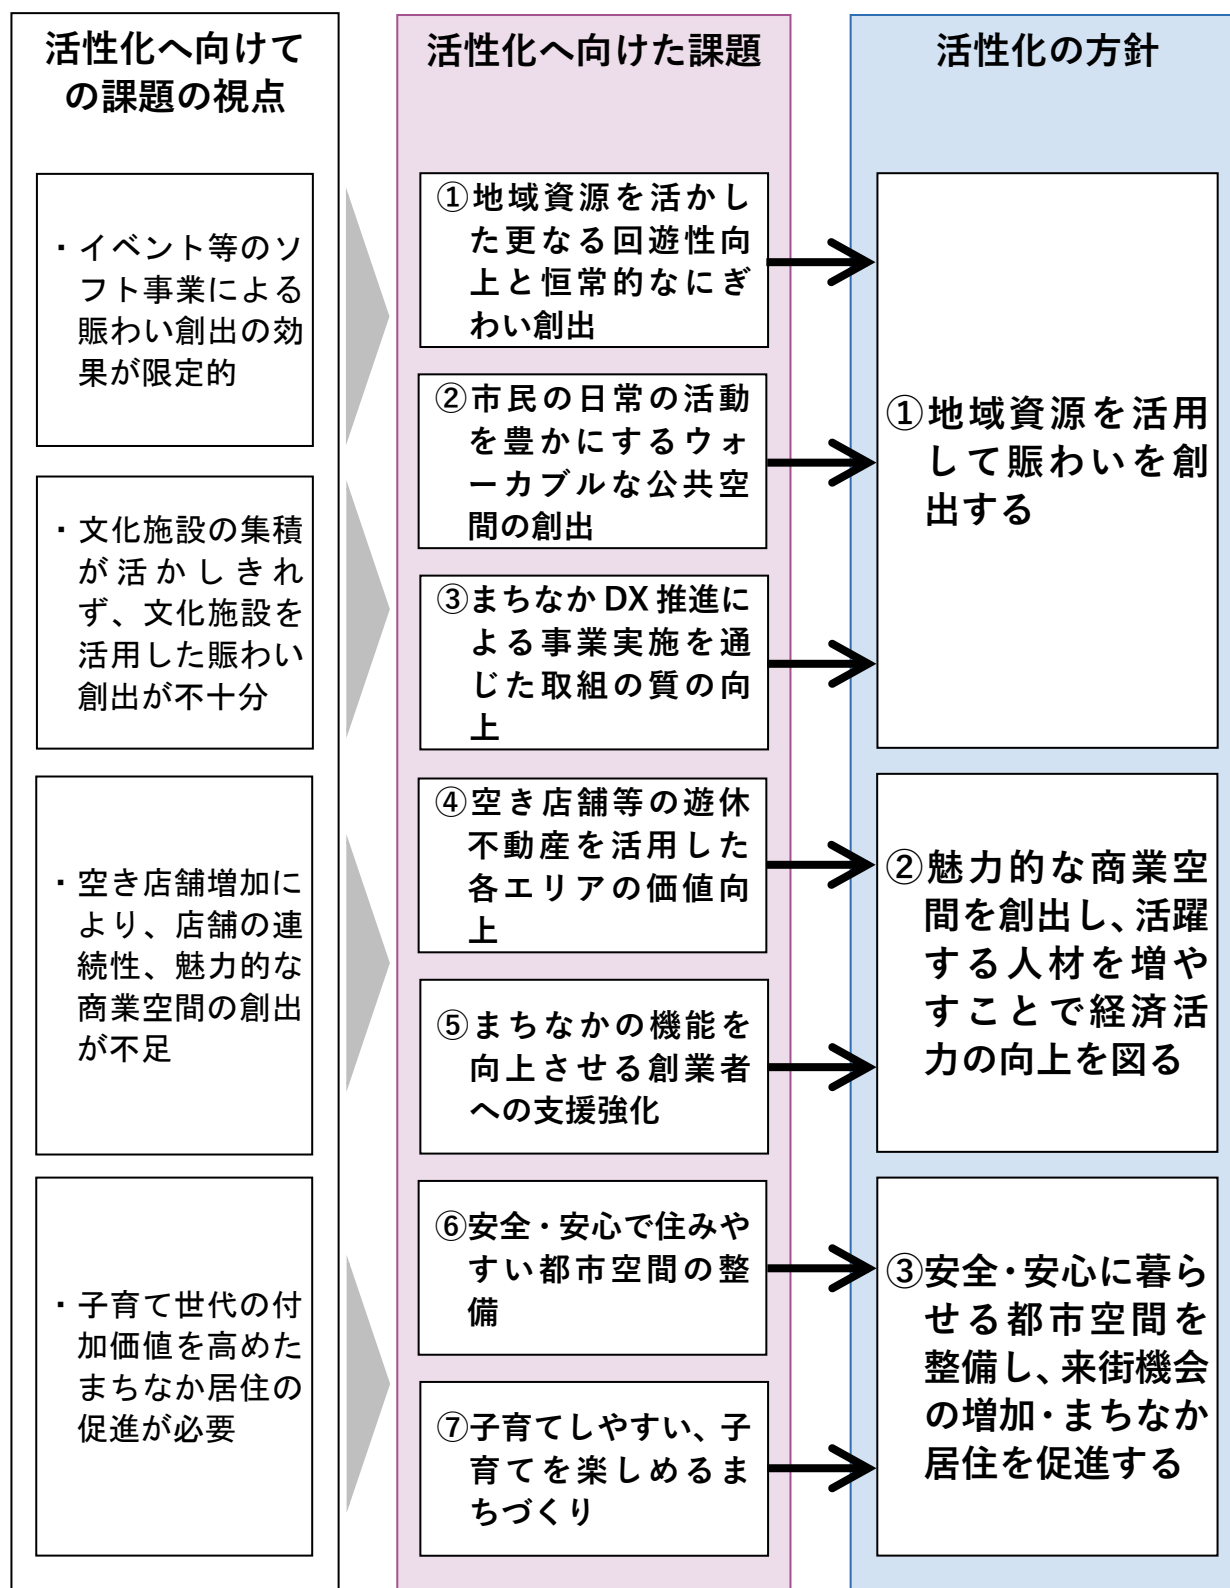 活性化へ向けて
の課題の視点
・イベント等のソ
フト事業による
賑わい創出の効
果が限定的
・文化施設の集積
が活かしきれ
ず、文化施設を
活用した賑わい
創出が不十分
・空き店舗増加に
より、店舗の連
続性、魅力的な
商業空間の創出
が不足
・子育て世代の付
加価値を高めた
まちなか居住の
促進が必要
活性化へ向けた課題
①地域資源を活かし
た更なる回遊性向
上と恒常的なにぎ
わい創出
②市民の日常の活動
を豊かにするウォ
ーカブルな公共空
間の創出
③まちなか DX 推進に
よる事業実施を通
じた取組の質の向
上
④空き店舗等の遊休
不動産を活用した
各エリアの価値向
上
⑤まちなかの機能を
向上させる創業者
への支援強化
⑥安全・安心で住みや
すい都市空間の整
備
⑦子育てしやすい、子
育てを楽しめるま
ちづくり
活性化の方針
①地域資源を活用
して賑わいを創
出する
②魅力的な商業空
間を創出し、活躍
する人材を増や
すことで経済活
力の向上を図る
③安全・安心に暮ら
せる都市空間を
整備し、来街機会
の増加・まちなか
居住を促進する